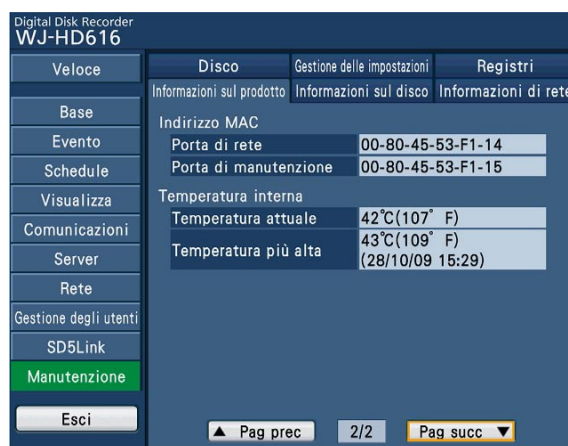 Digital Disk Recorder
WJ-HD616
Veloce
Base
Evento
Schedule
Visualizza
Comunicazioni
Server
Rete
Gestione degli utenti
SD5Link
Manutenzione
Esci
Disco
Gestione delle impostazioni
Registri
Informazioni sul prodotto
Informazioni sul disco
Informazioni di rete
Indirizzo MAC
Porta di rete 00-80-45-53-F1-14
Porta di manutenzione 00-80-45-53-F1-15
Temperatura interna
Temperatura attuale 42℃(107° F)
Temperatura più alta 43℃(109° F)
(28/10/09 15:29)
▲ Pag prec 2/2 Pag succ ▼